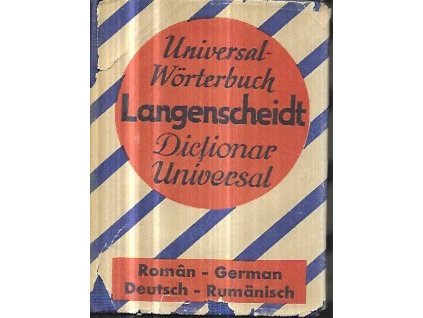 Universal-
Wörterbuch
Langenscheidt
Dicționar
Universal
Român - German
Deutsch - Rumänisch